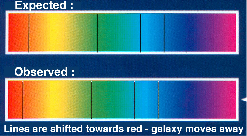 Expected :
Observed :
Lines are shifted towards red - galaxy moves away